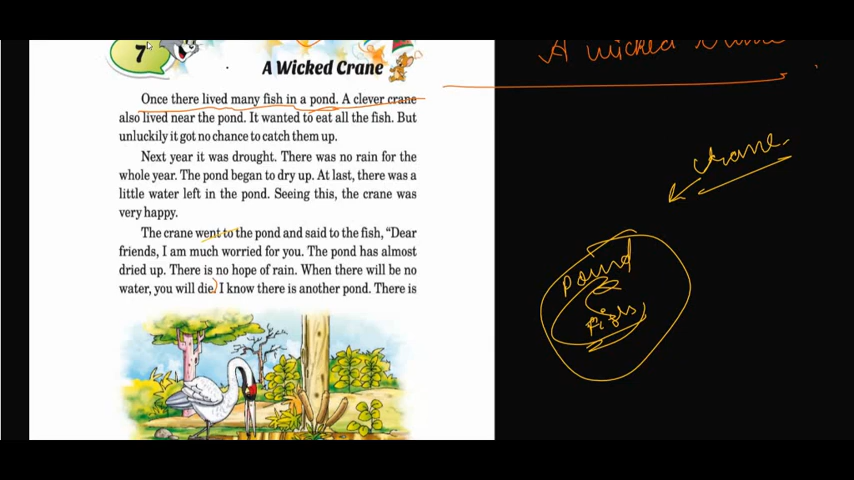 7
A Wicked Crane
A Wicked Crane
Once there lived many fish in a pond. A clever crane
also lived near the pond. It wanted to eat all the fish. But
unluckily it got no chance to catch them up.
Next year it was drought. There was no rain for the
whole year. The pond began to dry up. At last, there was a
little water left in the pond. Seeing this, the crane was
very happy.
The crane went to the pond and said to the fish, “Dear
friends, I am much worried for you. The pond has almost
dried up. There is no hope of rain. When there will be no
water, you will die. I know there is another pond. There is
Crane
Pound